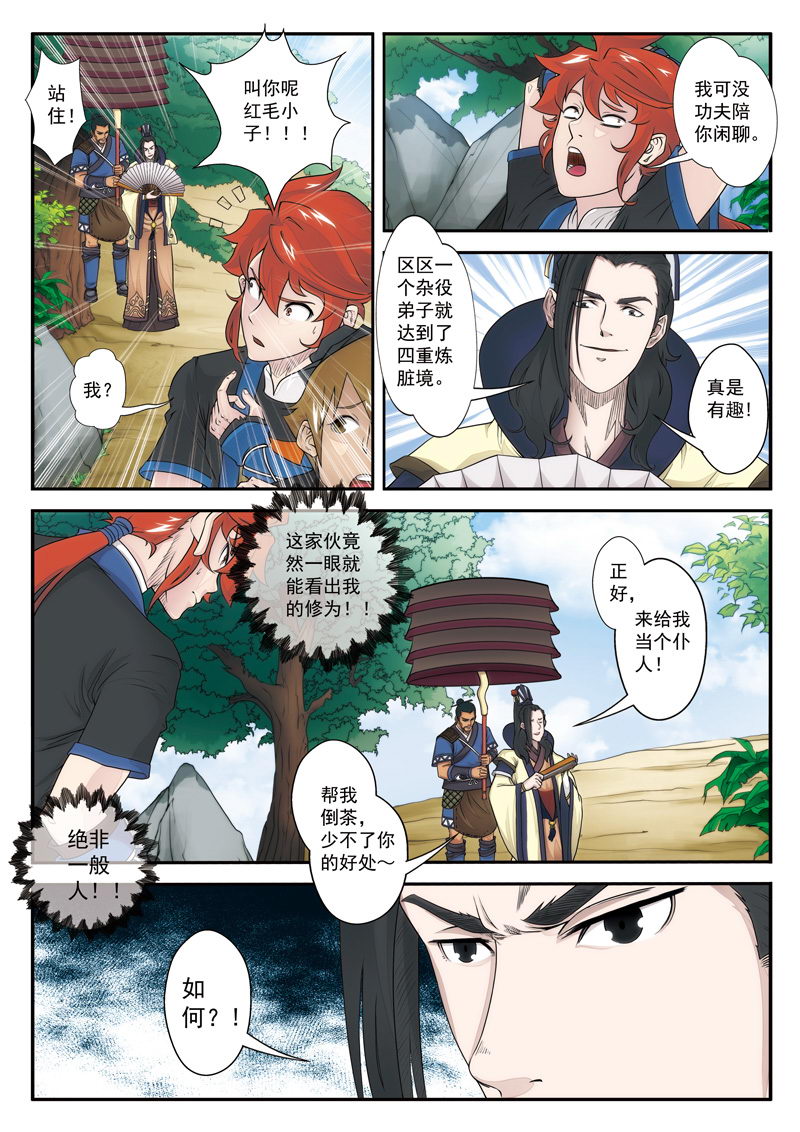 站
住！
叫你呢
红毛小
子！！！
我？
我可没
功夫陪
你闲聊。
区区一
个杂役
弟子就
达到了
四重炼
脏境。
真是
有趣！
这家伙竟
然一眼就
能看出我
的修为！！
正
好，
来给我
当个仆
人！
帮我
倒茶，
少不了你
的好处～
绝非
一般
人！！
如
何？！